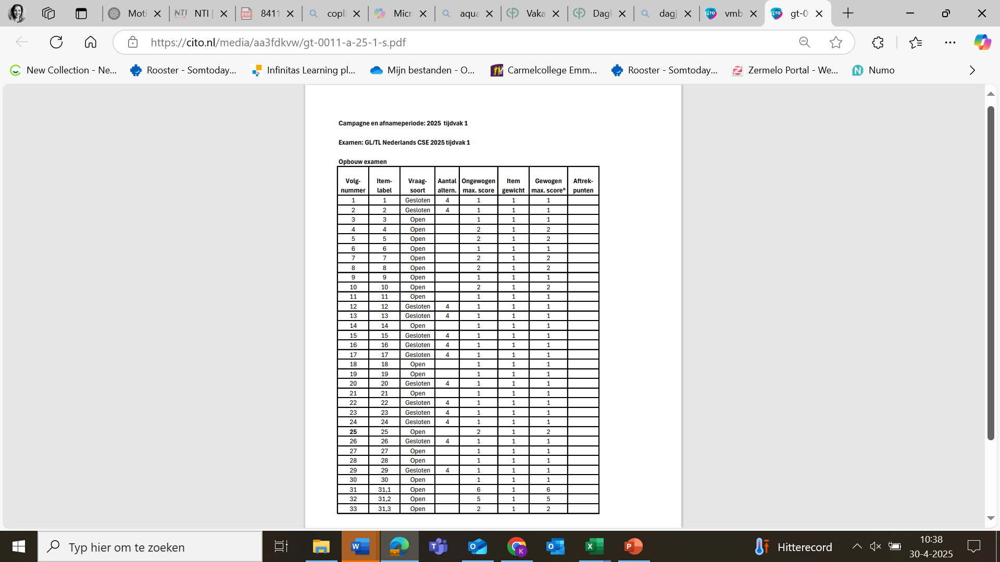 Moti
NTI |
8411
copli
Micr
aqua
Vaka
Dagl
dagj
vmb
gt-0
https://cito.nl/media/aa3fdkvw/gt-0011-a-25-1-s.pdf
New Collection - Ne... Rooster - Somtoday... Infinitas Learning pl... Mijn bestanden - O... Carmelcollege Emm... Rooster - Somtoday... Zermelo Portal - We... Numo
Campagne en afnameperiode: 2025 tijdvak 1
Examen: GL/TL Nederlands CSE 2025 tijdvak 1
Opbouw examen
Volg- Item- Vraag- Aantal Ongewogen Item Gewogen Aftrek-
nummer label soort altern. max. score gewicht max. score° punten
1 1 Gesloten 4 1 1 1
2 2 Gesloten 4 1 1 1
3 3 Open 1 1 1
4 4 Open 2 1 2
5 5 Open 2 1 2
6 6 Open 1 1 1
7 7 Open 2 1 2
8 8 Open 2 1 2
9 9 Open 1 1 1
10 10 Open 2 1 2
11 11 Open 1 1 1
12 12 Gesloten 4 1 1 1
13 13 Gesloten 4 1 1 1
14 14 Open 1 1 1
15 15 Gesloten 4 1 1 1
16 16 Gesloten 4 1 1 1
17 17 Gesloten 4 1 1 1
18 18 Open 1 1 1
19 19 Open 1 1 1
20 20 Gesloten 4 1 1 1
21 21 Open 1 1 1
22 22 Gesloten 4 1 1 1
23 23 Gesloten 4 1 1 1
24 24 Gesloten 4 1 1 1
25 25 Open 2 1 2
26 26 Gesloten 4 1 1 1
27 27 Open 1 1 1
28 28 Open 1 1 1
29 29 Gesloten 4 1 1 1
30 30 Open 1 1 1
31 31,1 Open 6 1 6
32 31,2 Open 5 1 5
33 31,3 Open 2 1 2
Typ hier om te zoeken
Hitterecord
10:38
30-4-2025